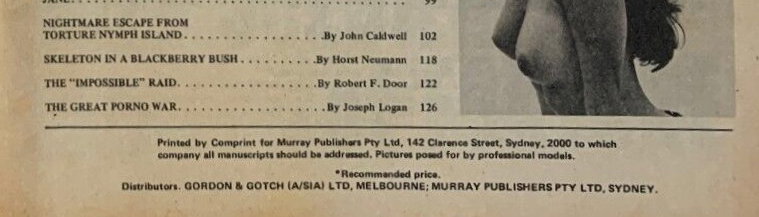 JANE. . . . . . . . . . . . . . . . . . . . . . . . . . . . . . 99
NIGHTMARE ESCAPE FROM
TORTURE NYMPH ISLAND. . . . . . . . . . . . . . . . . .By John Caldwell 102
SKELETON IN A BLACKBERRY BUSH . . . . . . . . . .By Horst Neumann 118
THE "IMPOSSIBLE" RAID. . . . . . . . . . . . . . . . . .By Robert F. Door 122
THE GREAT PORNO WAR. . . . . . . . . . . . . . . . . . .By Joseph Logan 126
Printed by Comprint for Murray Publishers Pty Ltd, 142 Clarence Street, Sydney, 2000 to which
company all manuscripts should be addressed. Pictures posed for by professional models.
*Recommended price.
Distributors. GORDON & GOTCH (A/SIA) LTD, MELBOURNE; MURRAY PUBLISHERS PTY LTD, SYDNEY.